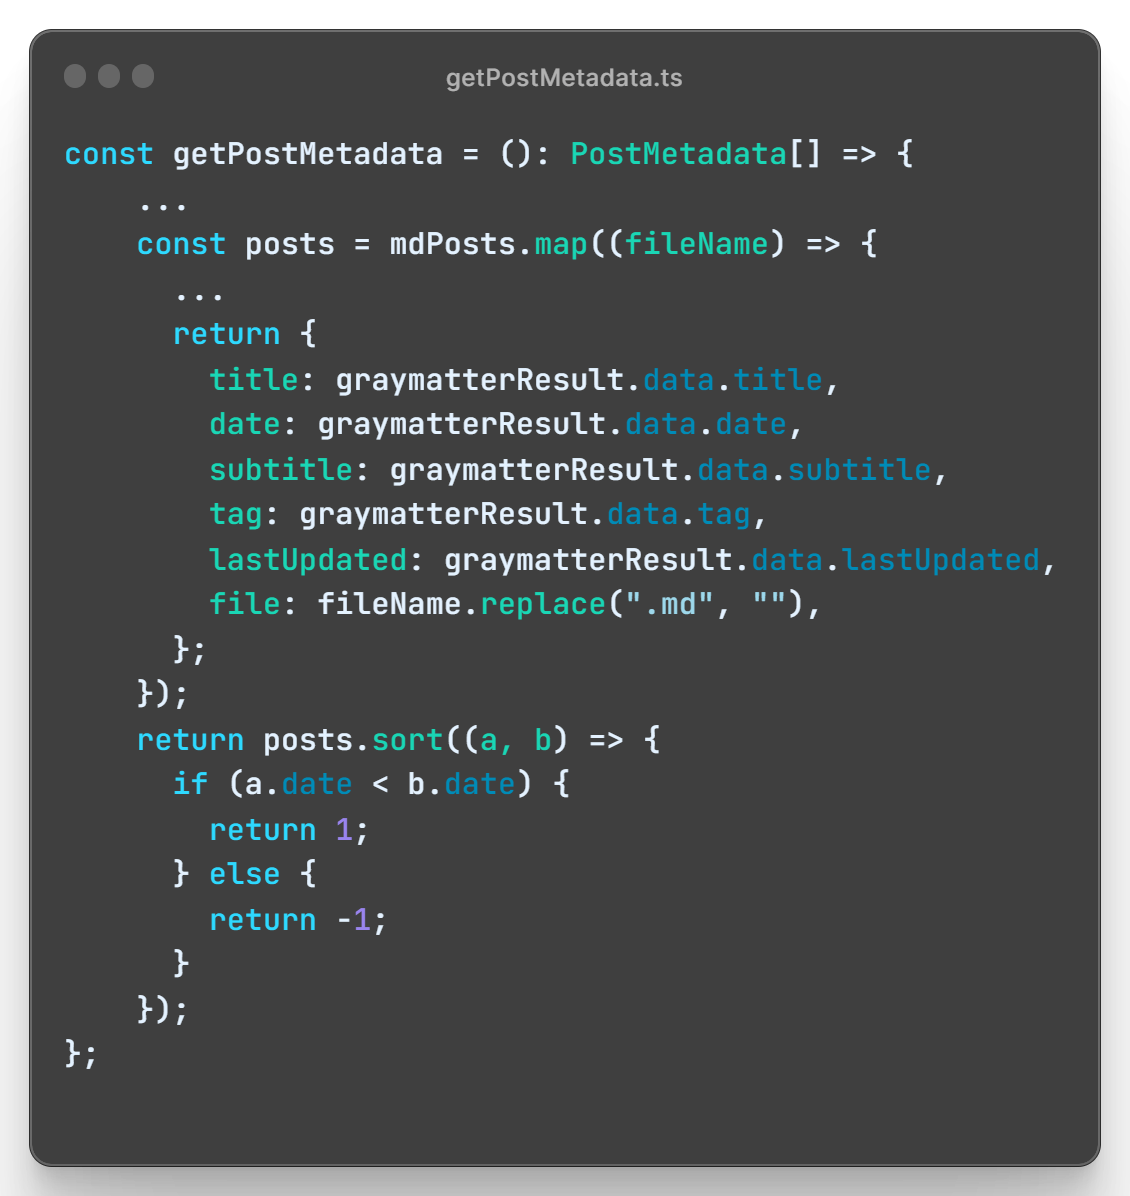 getPostMetadata.ts
const getPostMetadata = (): PostMetadata[] => {
    ...
    const posts = mdPosts.map((fileName) => {
      ...
      return {
        title: graymatterResult.data.title,
        date: graymatterResult.data.date,
        subtitle: graymatterResult.data.subtitle,
        tag: graymatterResult.data.tag,
        lastUpdated: graymatterResult.data.lastUpdated,
        file: fileName.replace(".md", ""),
      };
    });
    return posts.sort((a, b) => {
      if (a.date < b.date) {
        return 1;
      } else {
        return -1;
      }
    });
};